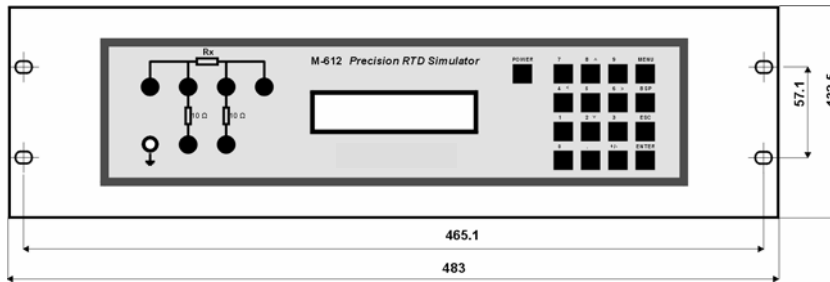 Rx
M-612 Precision RTD Simulator
POWER
7 8 ^ 9 MENU
4 < 5 6 > DSP
1 2 v 3 ESC
0 +/- ENTER
10 Ω 10 Ω
57.1
465.1
483